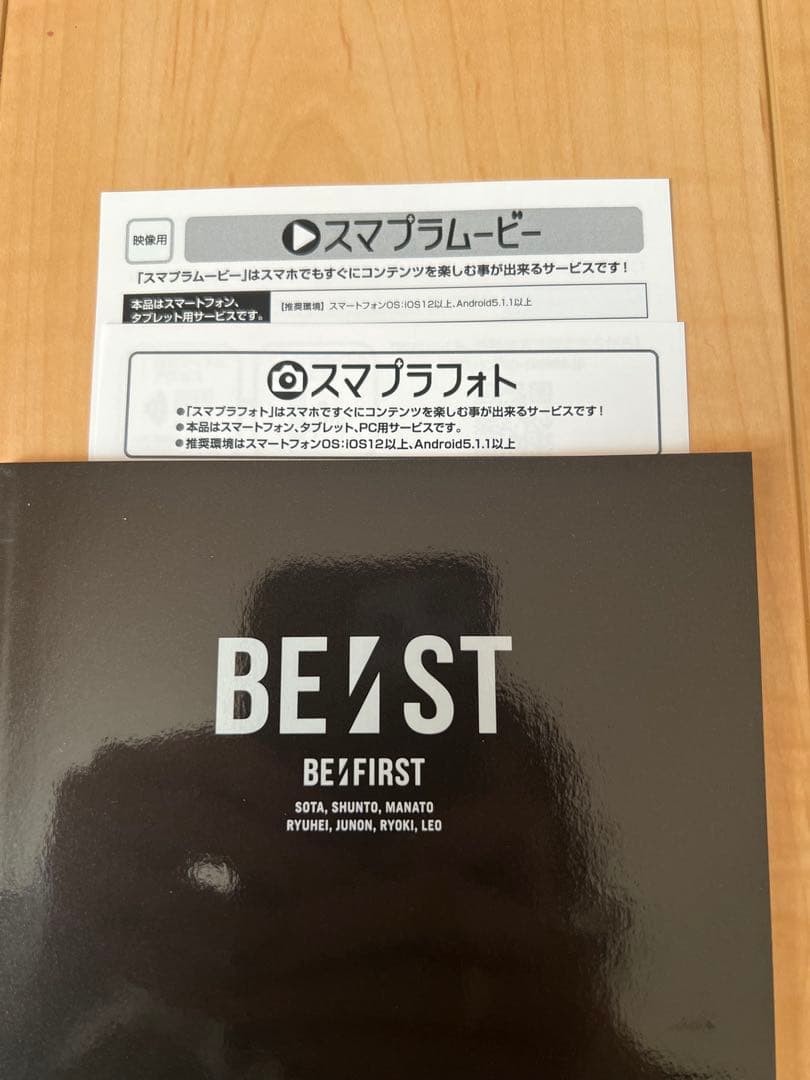 映像用
スマプラムービー
「スマプラムービー」はスマホでもすぐにコンテンツを楽しむ事が出来るサービスです!
本品はスマートフォン、
タブレット用サービスです。
【推奨環境】スマートフォンOS:iOS12以上、Android5.1.1以上
スマプラフォト
●「スマプラフォト」はスマホですぐにコンテンツを楽しむ事が出来るサービスです!
●本品はスマートフォン、タブレット、PC用サービスです。
●推奨環境はスマートフォンOS:iOS12以上、Android5.1.1以上
BE:ST
BE:FIRST
SOTA, SHUNTO, MANATO
RYUHEI, JUNON, RYOKI, LEO